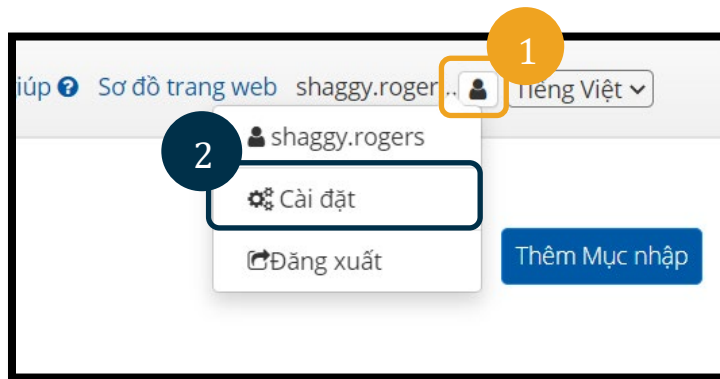 1
iúp Sơ đồ trang web shaggy.roger... Tiếng Việt
shaggy.rogers
2
Cài đặt
Đăng xuất
Thêm Mục nhập